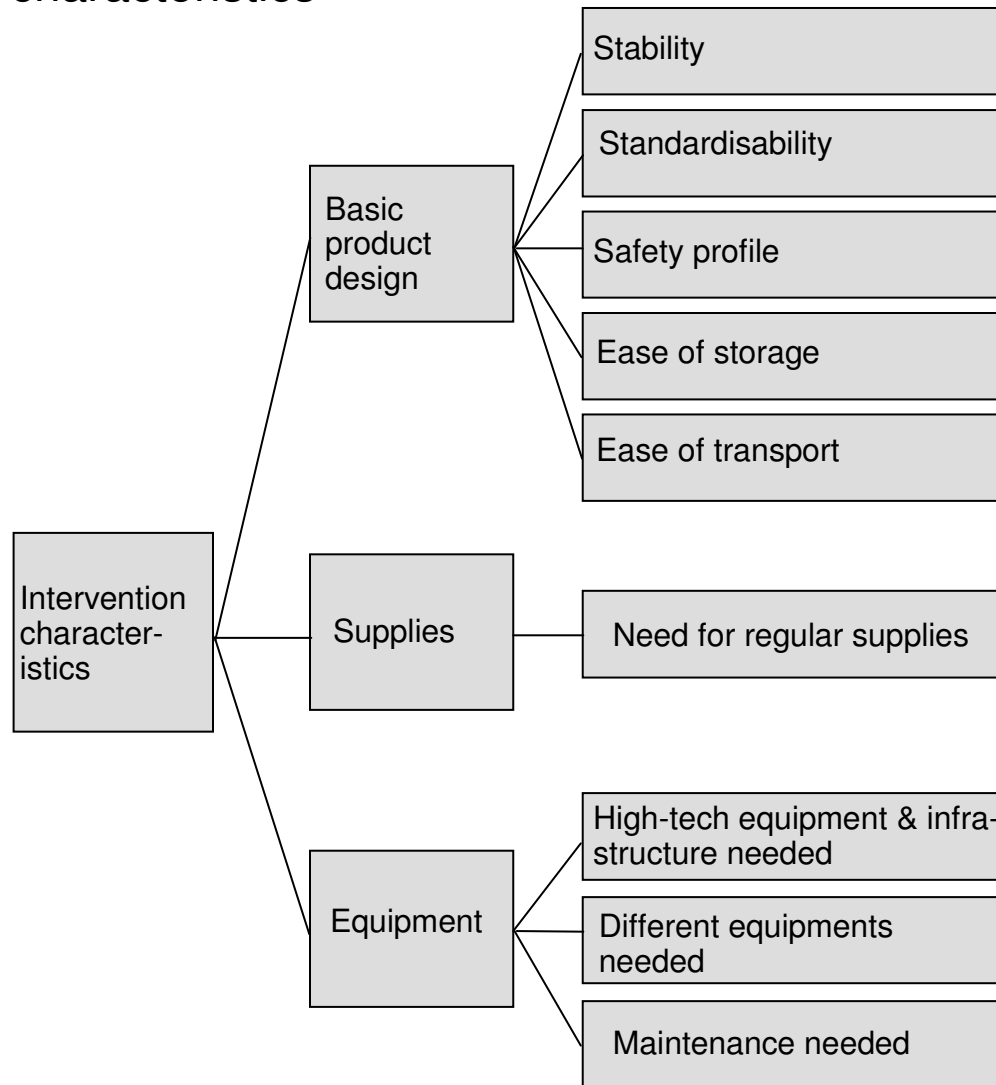 characteristics
Stability
Standardisability
Basic
product
design
Safety profile
Ease of storage
Ease of transport
Intervention
character-
istics
Supplies
Need for regular supplies
High-tech equipment & infra-
structure needed
Equipment
Different equipments
needed
Maintenance needed